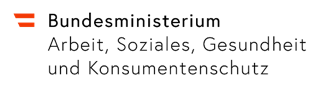 Bundesministerium
Arbeit, Soziales, Gesundheit
und Konsumentenschutz